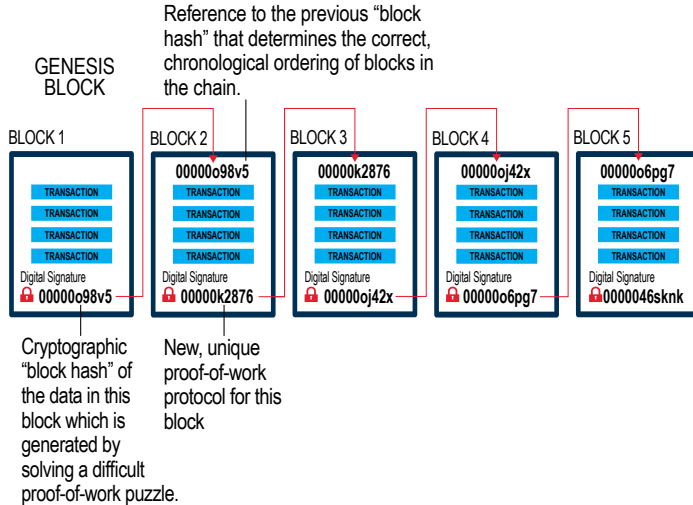 Reference to the previous “block
hash” that determines the correct,
chronological ordering of blocks in
the chain.
GENESIS
BLOCK
BLOCK 1
TRANSACTION
TRANSACTION
TRANSACTION
TRANSACTION
Digital Signature
00000o98v5
BLOCK 2
00000o98v5
TRANSACTION
TRANSACTION
TRANSACTION
TRANSACTION
Digital Signature
00000k2876
BLOCK 3
00000k2876
TRANSACTION
TRANSACTION
TRANSACTION
TRANSACTION
Digital Signature
00000oj42x
BLOCK 4
00000oj42x
TRANSACTION
TRANSACTION
TRANSACTION
TRANSACTION
Digital Signature
00000o6pg7
BLOCK 5
00000o6pg7
TRANSACTION
TRANSACTION
TRANSACTION
TRANSACTION
Digital Signature
0000046sknk
Cryptographic
“block hash” of
the data in this
block which is
generated by
solving a difficult
proof-of-work puzzle.
New, unique
proof-of-work
protocol for this
block